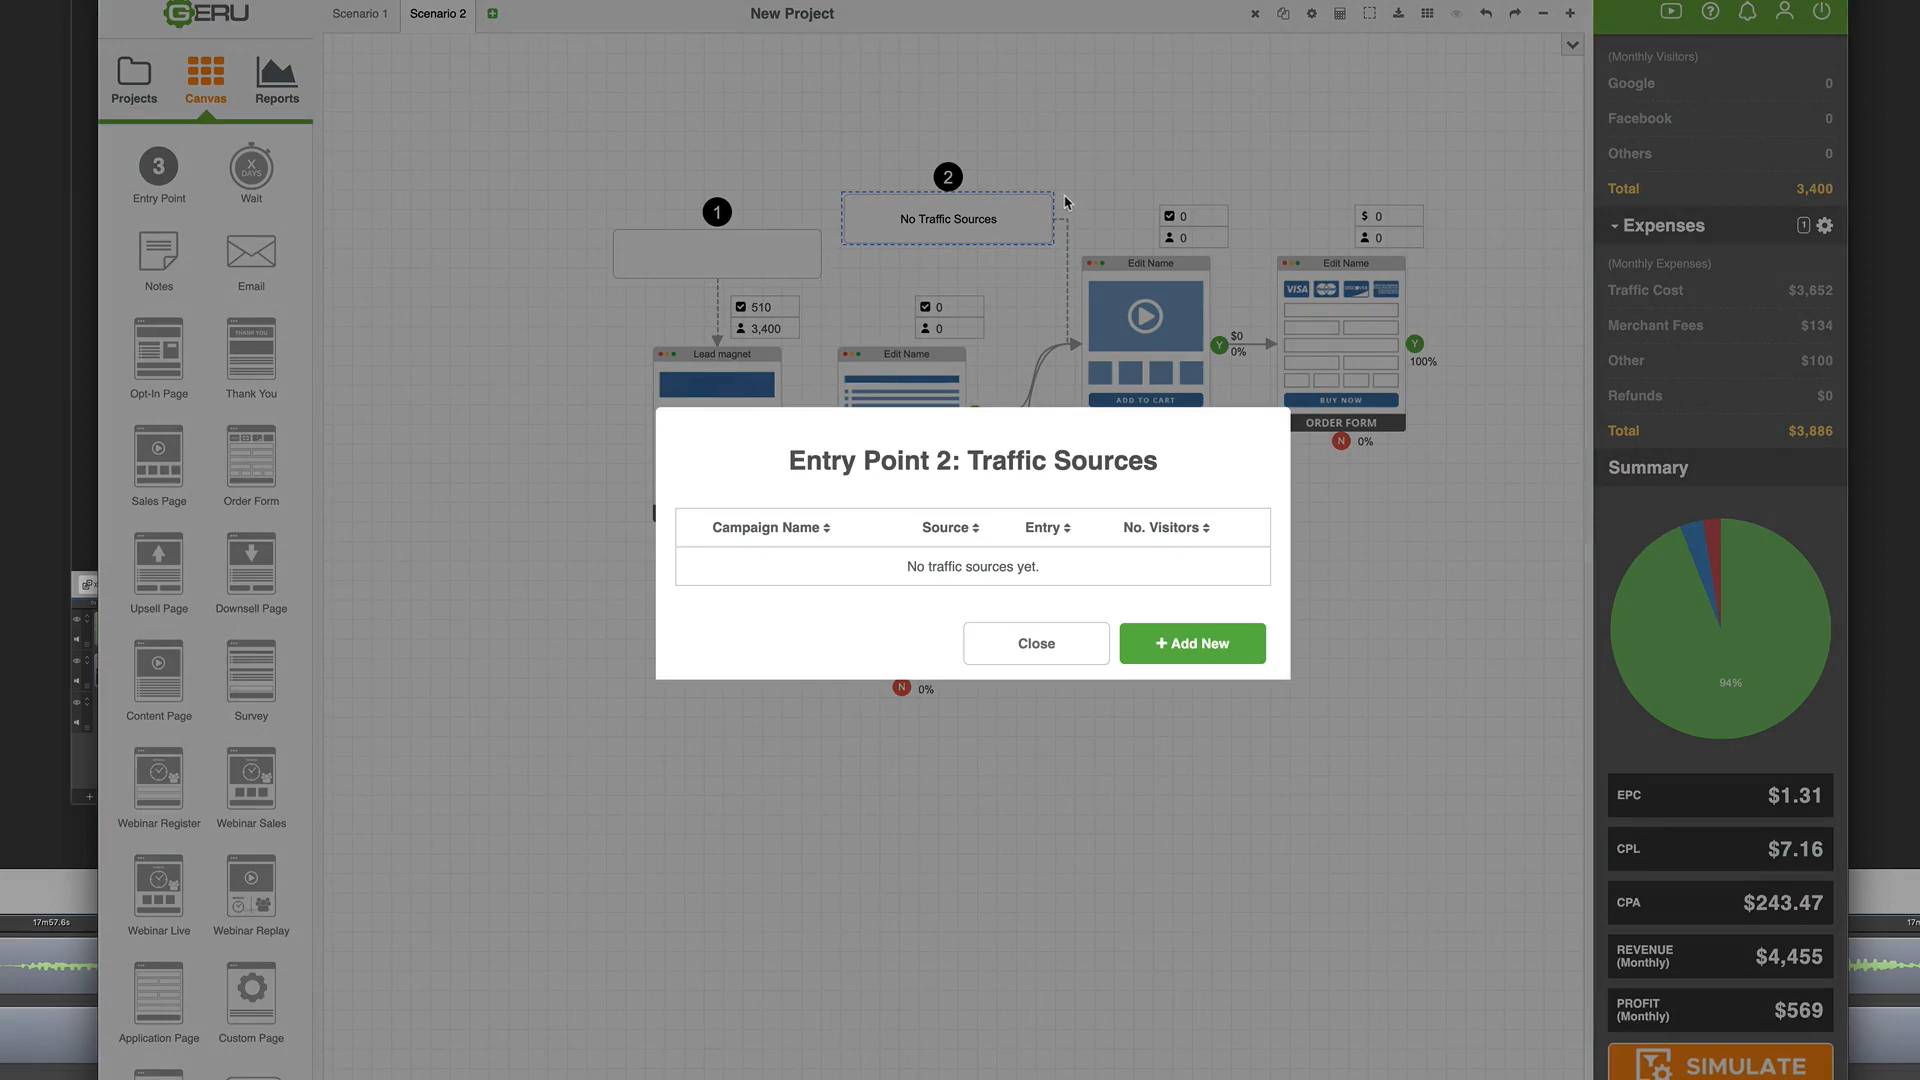 GERU
Scenario 1
Scenario 2
New Project
Projects
Canvas
Reports
3
Entry Point
X
DAYS
Wait
Notes
Email
Opt-In Page
THANK YOU
Thank You
Sales Page
Order Form
Upsell Page
Downsell Page
Content Page
Survey
Webinar Register
Webinar Sales
Webinar Live
Webinar Replay
Application Page
Custom Page
1
2
No Traffic Sources
510
3,400
Lead magnet
0
0
Edit Name
0
0
Edit Name
ADD TO CART
Y
$0
0%
$ 0
0
Edit Name
VISA
DISCOVER
BUY NOW
ORDER FORM
Y
100%
N
0%
Entry Point 2: Traffic Sources
Campaign Name
Source
Entry
No. Visitors
No traffic sources yet.
Close
+ Add New
N
0%
(Monthly Visitors)
Google 0
Facebook 0
Others 0
Total 3,400
Expenses
1
(Monthly Expenses)
Traffic Cost $3,652
Merchant Fees $134
Other $100
Refunds $0
Total $3,886
Summary
94%
EPC $1.31
CPL $7.16
CPA $243.47
REVENUE
(Monthly)
$4,455
PROFIT
(Monthly)
$569
SIMULATE
17m57.6s
17m